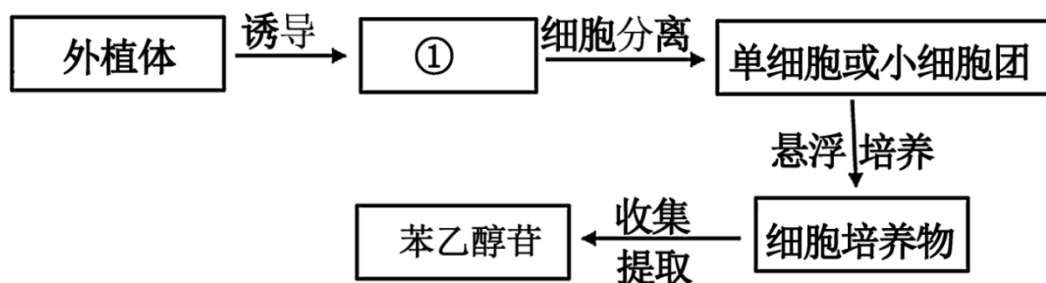 外植体
诱导
①
细胞分离
单细胞或小细胞团
悬浮培养
细胞培养物
收集
提取
苯乙醇苷